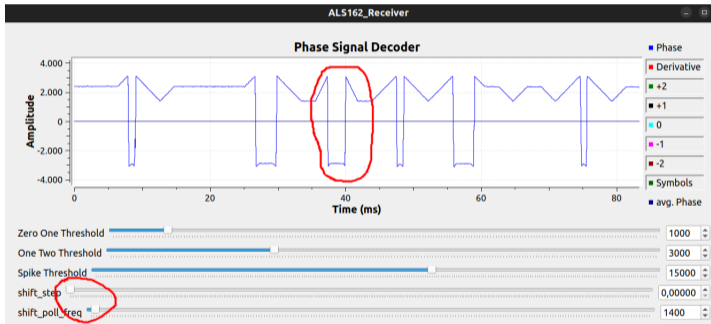 ALS162_Receiver
Phase Signal Decoder
Amplitude
4.000
2.000
0
-2.000
-4.000
0 20 40 60 80
Time (ms)
Phase
Derivative
+2
+1
0
-1
-2
Symbols
avg. Phase
Zero One Threshold 1000
One Two Threshold 3000
Spike Threshold 15000
shift_step 0,00000
shift_poll_freq 1400